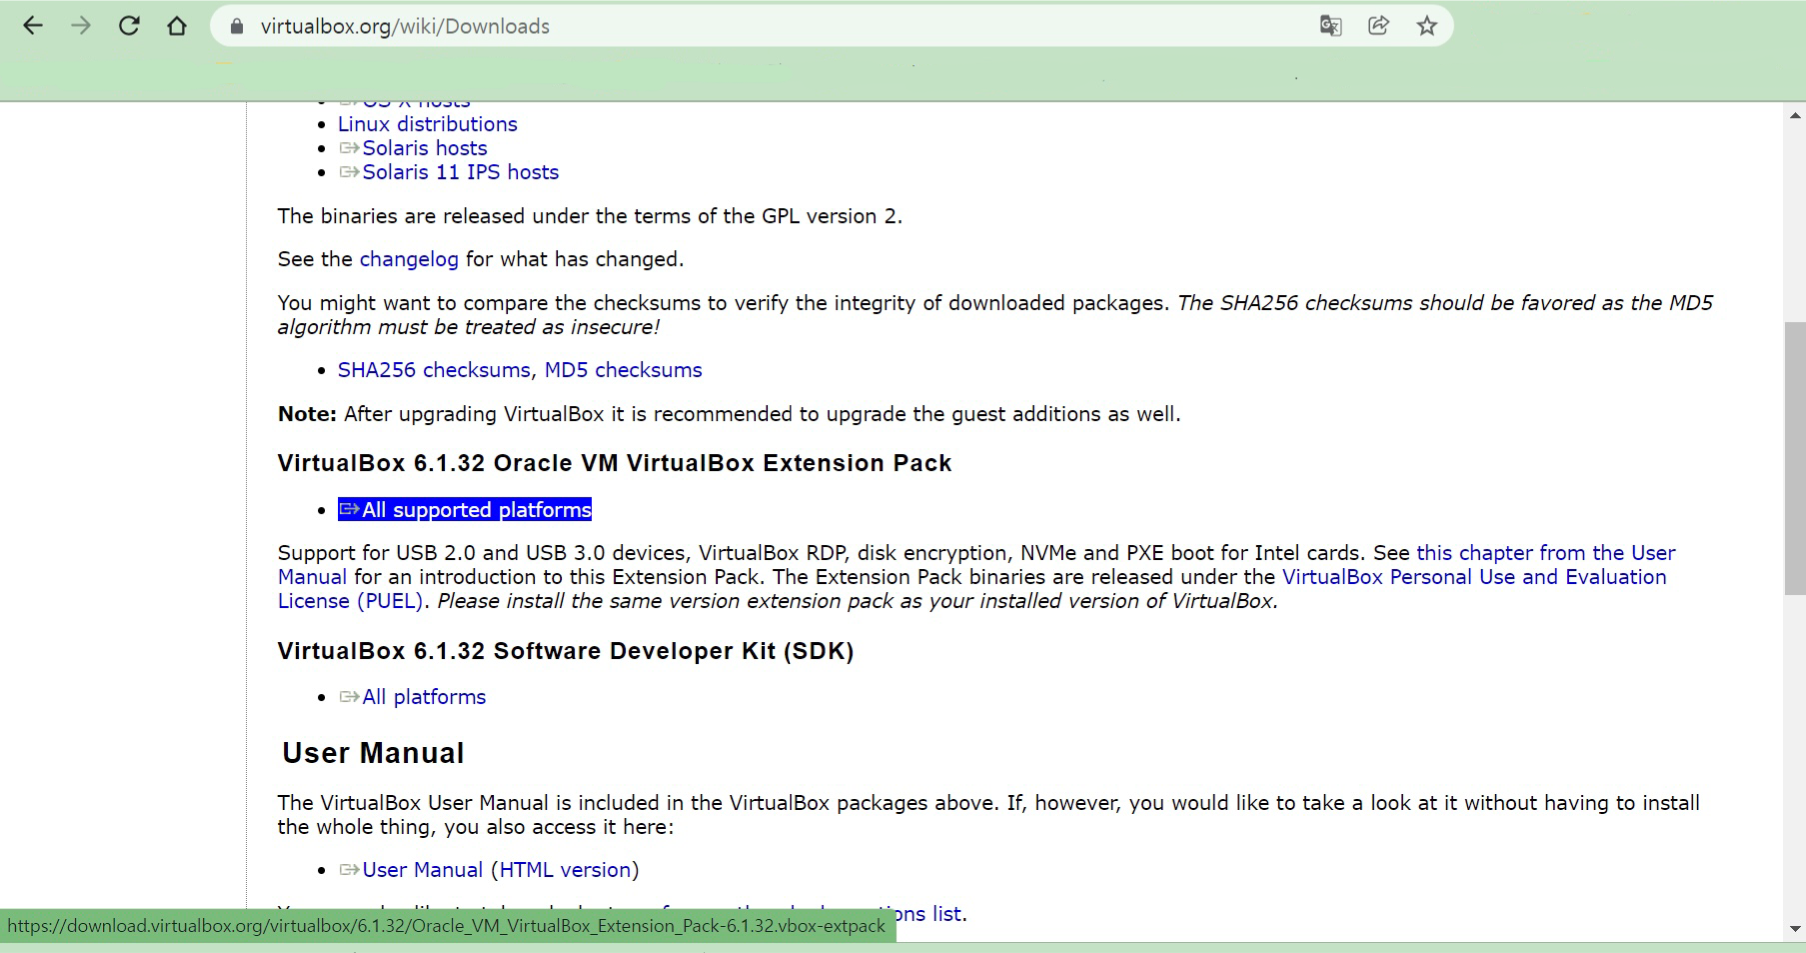 virtualbox.org/wiki/Downloads
OS X hosts
Linux distributions
Solaris hosts
Solaris 11 IPS hosts
The binaries are released under the terms of the GPL version 2.
See the changelog for what has changed.
You might want to compare the checksums to verify the integrity of downloaded packages. The SHA256 checksums should be favored as the MD5
algorithm must be treated as insecure!
SHA256 checksums, MD5 checksums
Note: After upgrading VirtualBox it is recommended to upgrade the guest additions as well.
VirtualBox 6.1.32 Oracle VM VirtualBox Extension Pack
All supported platforms
Support for USB 2.0 and USB 3.0 devices, VirtualBox RDP, disk encryption, NVMe and PXE boot for Intel cards. See this chapter from the User
Manual for an introduction to this Extension Pack. The Extension Pack binaries are released under the VirtualBox Personal Use and Evaluation
License (PUEL). Please install the same version extension pack as your installed version of VirtualBox.
VirtualBox 6.1.32 Software Developer Kit (SDK)
All platforms
User Manual
The VirtualBox User Manual is included in the VirtualBox packages above. If, however, you would like to take a look at it without having to install
the whole thing, you also access it here:
User Manual (HTML version)
ons list.
https://download.virtualbox.org/virtualbox/6.1.32/Oracle_VM_VirtualBox_Extension_Pack-6.1.32.vbox-extpack